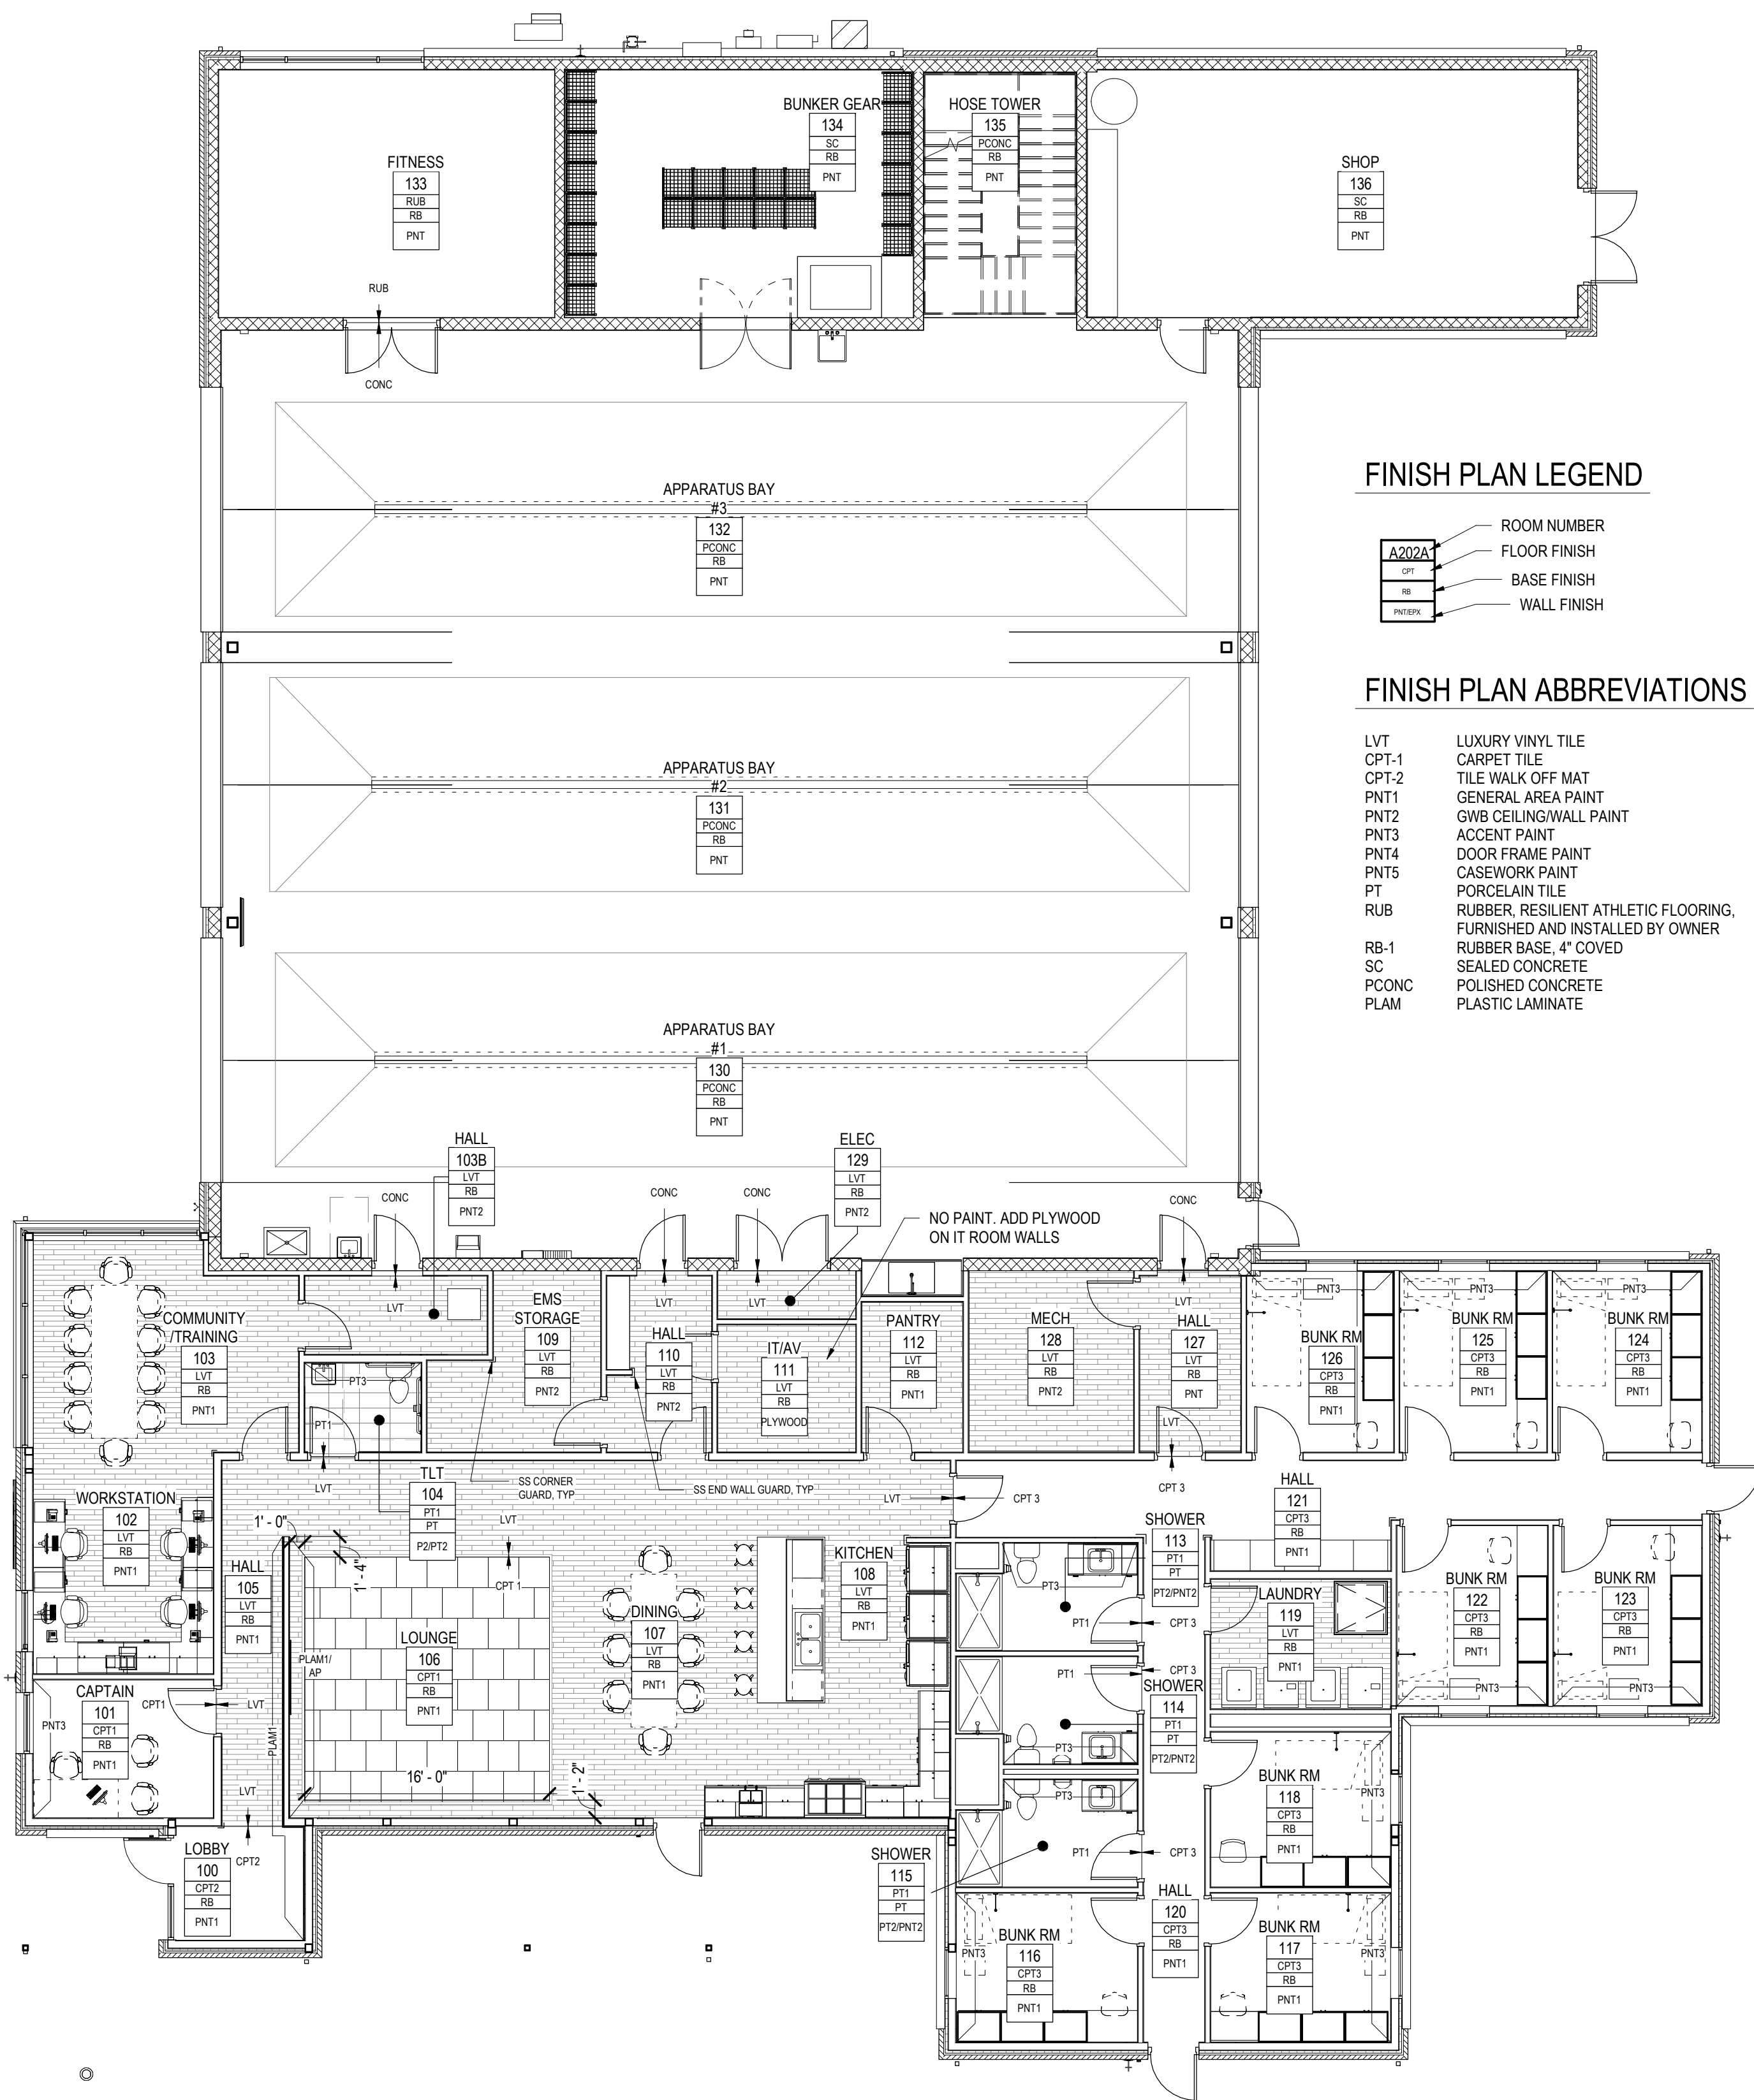 BUNKER GEAR
134
SC
RB
PNT
HOSE TOWER
135
PCONC
RB
PNT
FITNESS
133
RUB
RB
PNT
SHOP
136
SC
RB
PNT
RUB
CONC
APPARATUS BAY
#3
132
PCONC
RB
PNT
FINISH PLAN LEGEND
A202A
CPT
RB
PNT/EPX
ROOM NUMBER
FLOOR FINISH
BASE FINISH
WALL FINISH
FINISH PLAN ABBREVIATIONS
LVT LUXURY VINYL TILE
CPT-1 CARPET TILE
CPT-2 TILE WALK OFF MAT
PNT1 GENERAL AREA PAINT
PNT2 GWB CEILING/WALL PAINT
PNT3 ACCENT PAINT
PNT4 DOOR FRAME PAINT
PNT5 CASEWORK PAINT
PT PORCELAIN TILE
RUB RUBBER, RESILIENT ATHLETIC FLOORING,
FURNISHED AND INSTALLED BY OWNER
RB-1 RUBBER BASE, 4" COVED
SC SEALED CONCRETE
PCONC POLISHED CONCRETE
PLAM PLASTIC LAMINATE
APPARATUS BAY
#2
131
PCONC
RB
PNT
APPARATUS BAY
#1
130
PCONC
RB
PNT
HALL
103B
LVT
RB
PNT2
ELEC
129
LVT
RB
PNT2
CONC
CONC
CONC
CONC
NO PAINT. ADD PLYWOOD
ON IT ROOM WALLS
COMMUNITY
/TRAINING
103
LVT
RB
PNT1
LVT
EMS
STORAGE
109
LVT
RB
PNT2
LVT
HALL
110
LVT
RB
PNT2
LVT
IT/AV
111
LVT
RB
PLYWOOD
PANTRY
112
LVT
RB
PNT1
MECH
128
LVT
RB
PNT2
LVT
HALL
127
LVT
RB
PNT
LVT
PNT3
BUNK RM
126
CPT3
RB
PNT1
PNT3
BUNK RM
125
CPT3
RB
PNT1
PNT3
BUNK RM
124
CPT3
RB
PNT1
PT3
PT1
LVT
TLT
104
PT1
PT
P2/PT2
SS CORNER
GUARD, TYP
SS END WALL GUARD, TYP
LVT
CPT 3
CPT 3
HALL
121
CPT3
RB
PNT1
WORKSTATION
102
LVT
RB
PNT1
1' - 0"
1' - 4"
LVT
CPT 1
HALL
105
LVT
RB
PNT1
PLAM1/
AP
PLAM1
LOUNGE
106
CPT1
RB
PNT1
16' - 0"
1' - 2"
DINING
107
LVT
RB
PNT1
KITCHEN
108
LVT
RB
PNT1
SHOWER
113
PT1
PT
PT2/PNT2
PT3
PT1
CPT 3
LAUNDRY
119
LVT
RB
PNT1
BUNK RM
122
CPT3
RB
PNT1
PNT3
BUNK RM
123
CPT3
RB
PNT1
PNT3
PT1
CPT 3
SHOWER
114
PT1
PT
PT2/PNT2
PT3
CAPTAIN
101
CPT1
RB
PNT1
PNT3
CPT1
LVT
LVT
CPT2
LOBBY
100
CPT2
RB
PNT1
PT3
PT1
CPT 3
SHOWER
115
PT1
PT
PT2/PNT2
BUNK RM
118
CPT3
RB
PNT1
PNT3
HALL
120
CPT3
RB
PNT1
BUNK RM
116
CPT3
RB
PNT1
PNT3
BUNK RM
117
CPT3
RB
PNT1
PNT3